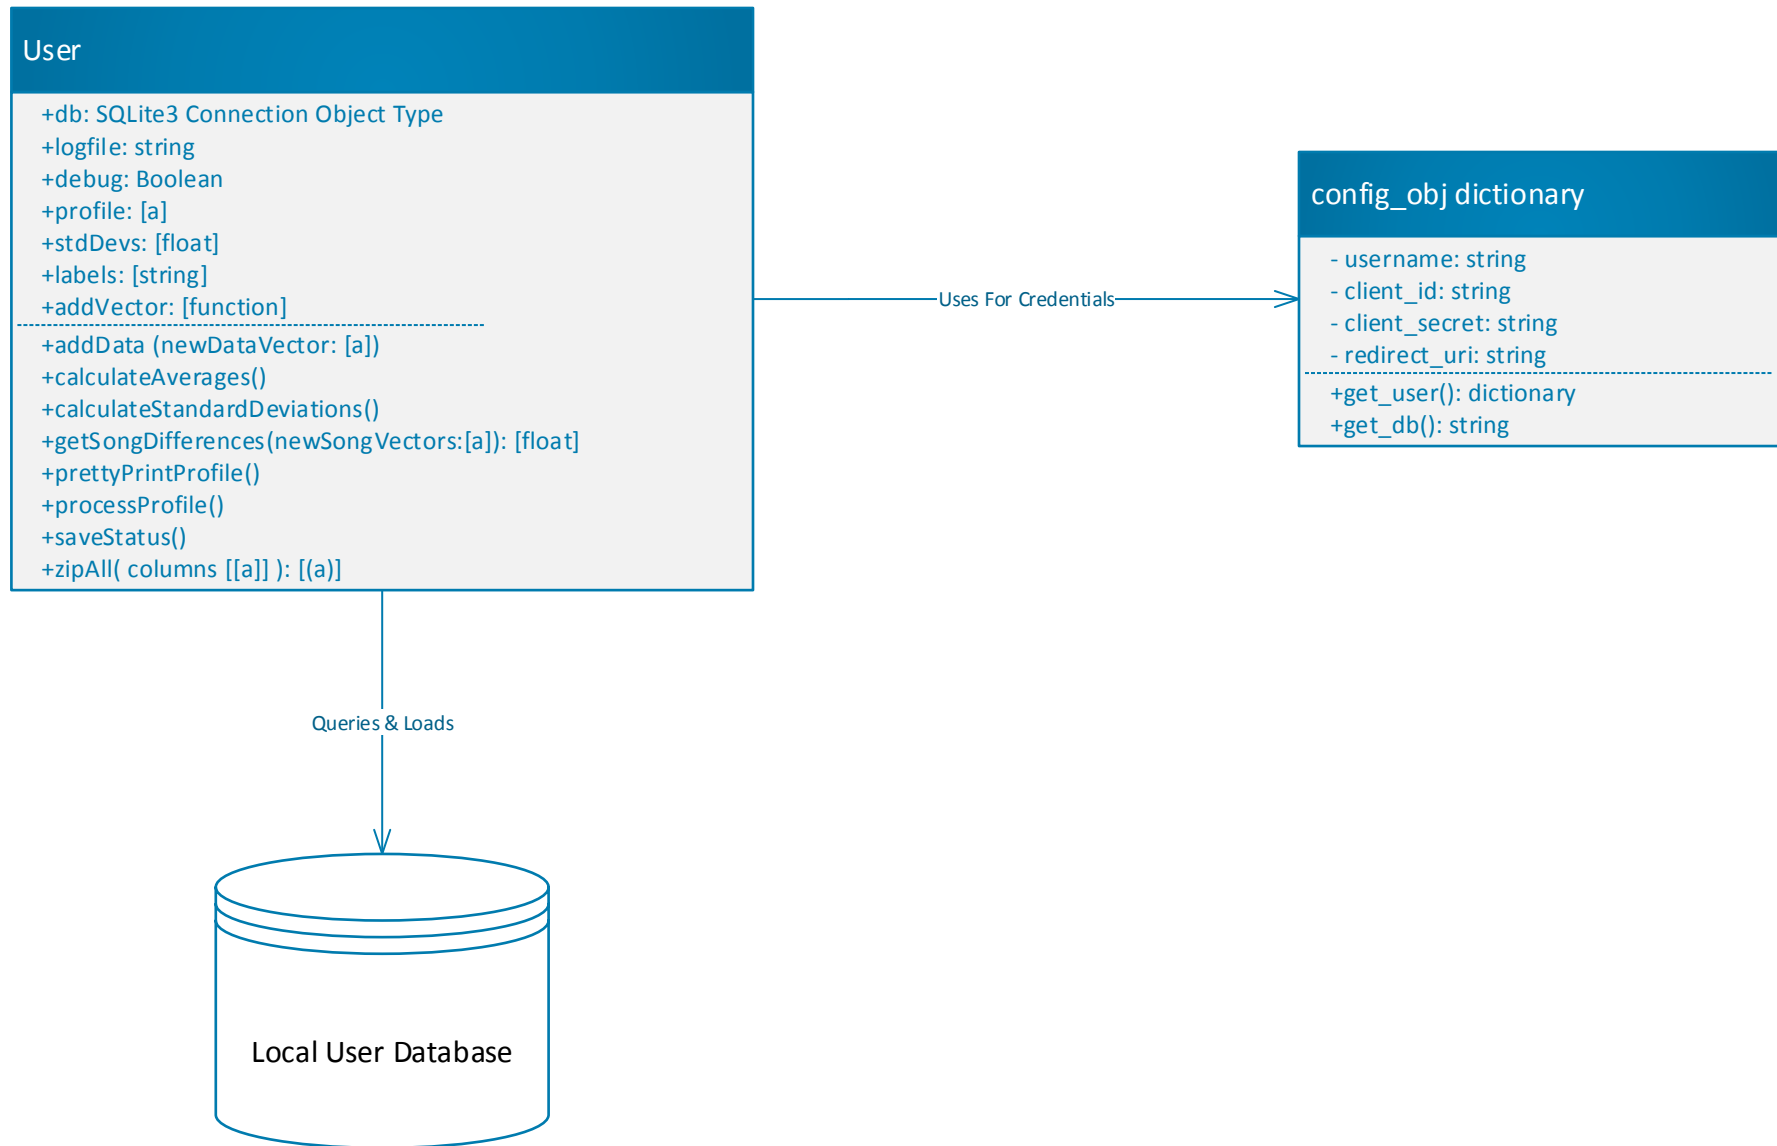 User
+db: SQLite3 Connection Object Type
+logfile: string
+debug: Boolean
+profile: [a]
+stdDevs: [float]
+labels: [string]
+addVector: [function]
+addData (newDataVector: [a])
+calculateAverages()
+calculateStandardDeviations()
+getSongDifferences(newSongVectors:[a]): [float]
+prettyPrintProfile()
+processProfile()
+saveStatus()
+zipAll( columns [[a]] ): [(a)]
Uses For Credentials
config_obj dictionary
- username: string
- client_id: string
- client_secret: string
- redirect_uri: string
+get_user(): dictionary
+get_db(): string
Queries & Loads
Local User Database